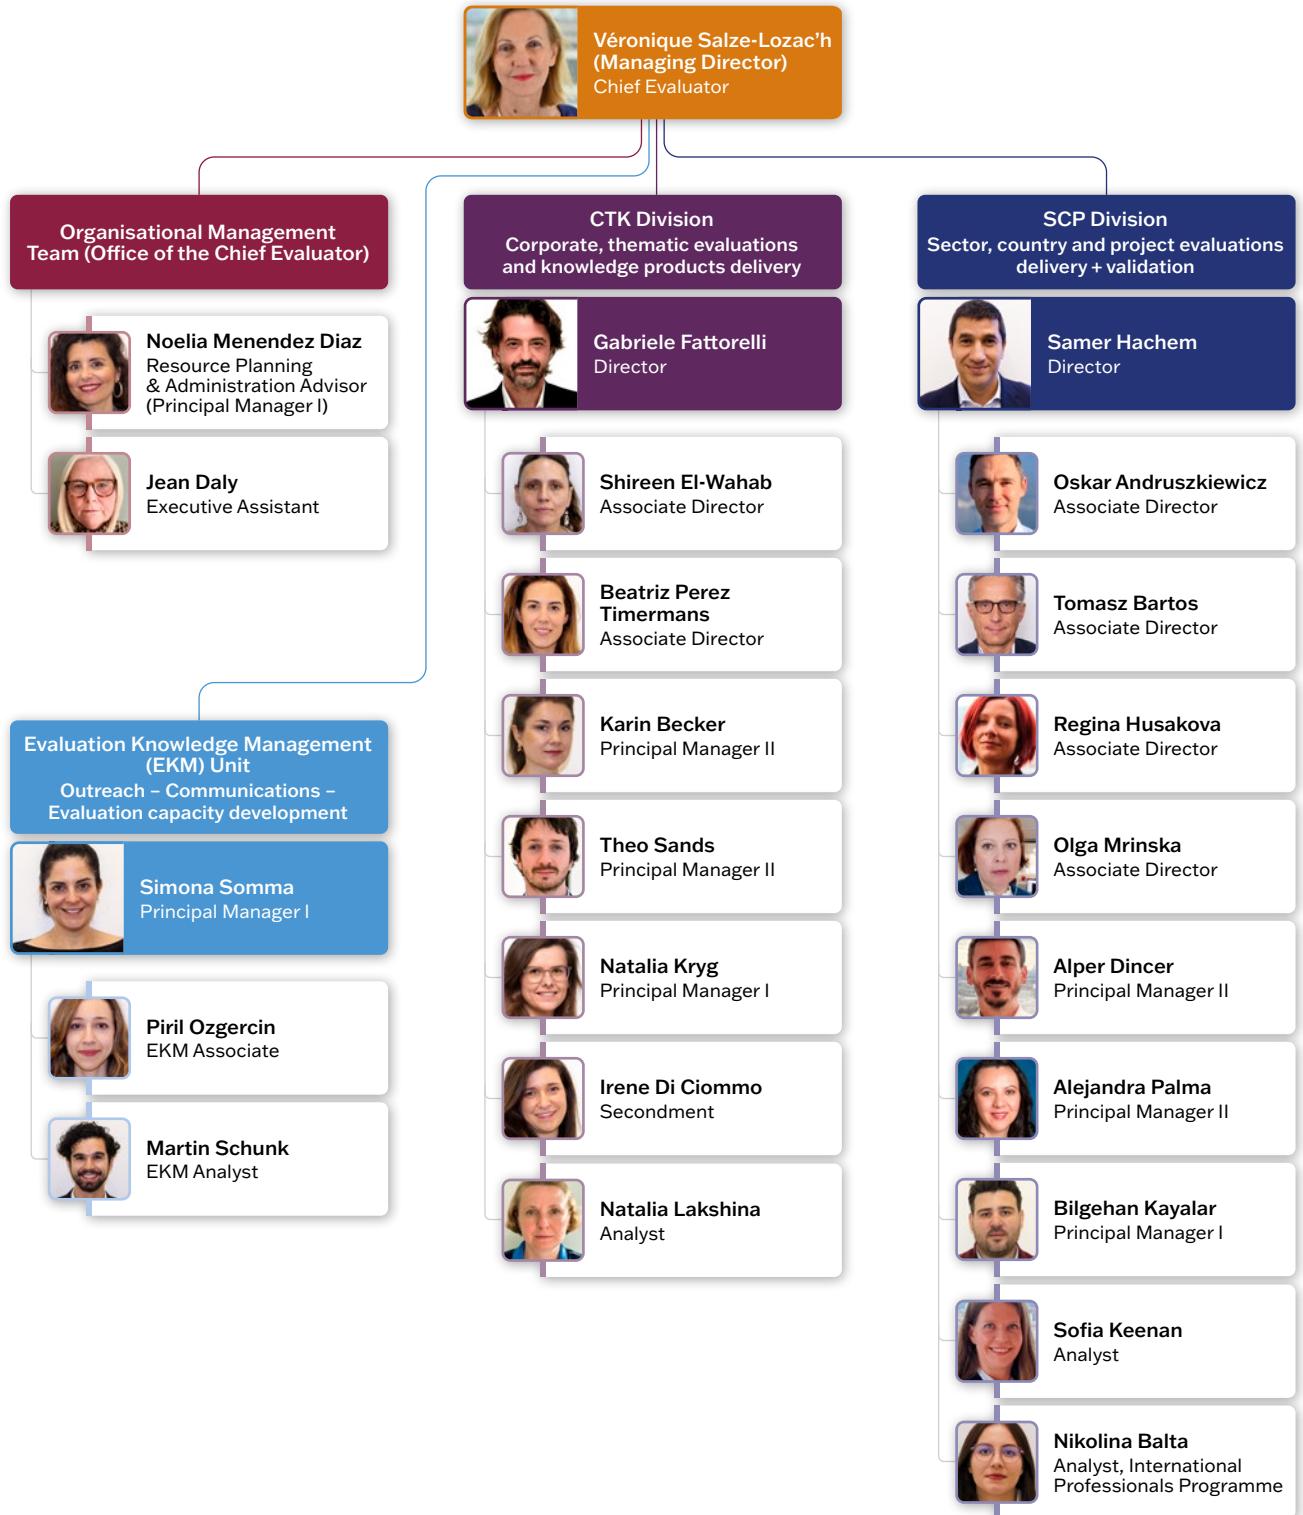 Véronique Salze-Lozac’h
(Managing Director)
Chief Evaluator
Organisational Management
Team (Office of the Chief Evaluator)
Noelia Menendez Diaz
Resource Planning
& Administration Advisor
(Principal Manager I)
Jean Daly
Executive Assistant
Evaluation Knowledge Management
(EKM) Unit
Outreach – Communications –
Evaluation capacity development
Simona Somma
Principal Manager I
Piril Ozgercin
EKM Associate
Martin Schunk
EKM Analyst
CTK Division
Corporate, thematic evaluations
and knowledge products delivery
Gabriele Fattorelli
Director
Shireen El-Wahab
Associate Director
Beatriz Perez
Timermans
Associate Director
Karin Becker
Principal Manager II
Theo Sands
Principal Manager II
Natalia Kryg
Principal Manager I
Irene Di Ciommo
Secondment
Natalia Lakshina
Analyst
SCP Division
Sector, country and project evaluations
delivery + validation
Samer Hachem
Director
Oskar Andruszkiewicz
Associate Director
Tomasz Bartos
Associate Director
Regina Husakova
Associate Director
Olga Mrinska
Associate Director
Alper Dincer
Principal Manager II
Alejandra Palma
Principal Manager II
Bilgehan Kayalar
Principal Manager I
Sofia Keenan
Analyst
Nikolina Balta
Analyst, International
Professionals Programme